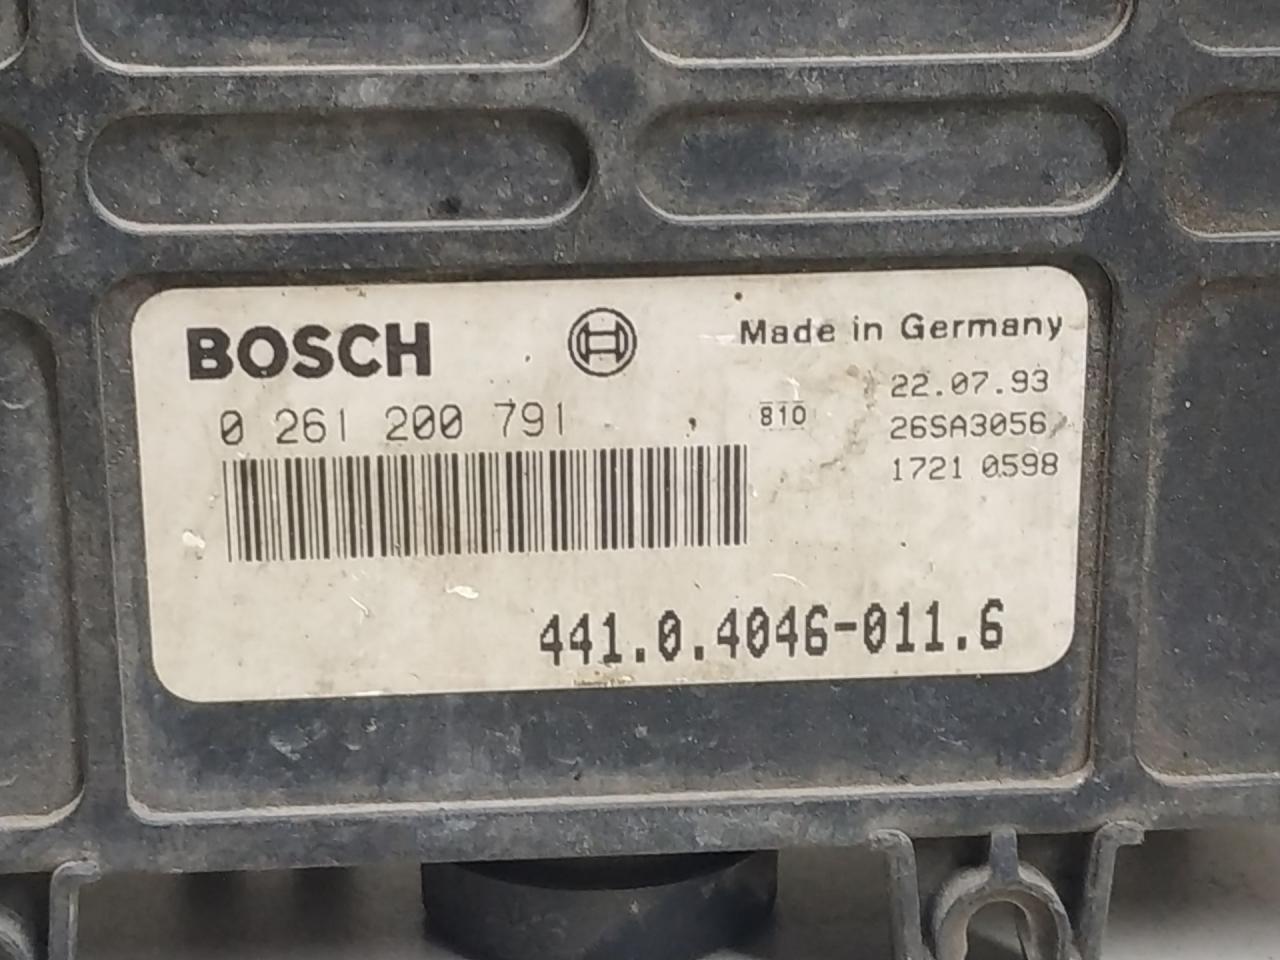 BOSCH
Made in Germany
22.07.93
0 261 200 791
810
26SA3056
1721 0598
441.0.4046-011.6